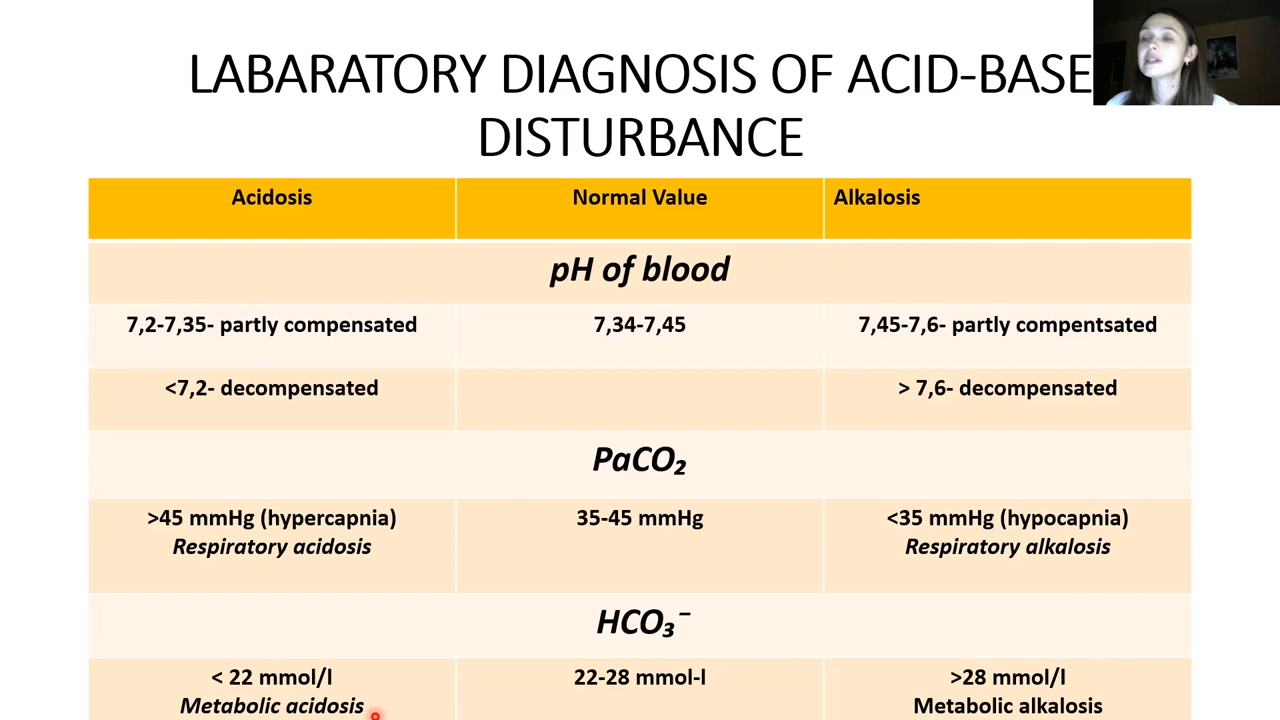 LABARATORY DIAGNOSIS OF ACID-BASE
DISTURBANCE
Acidosis
Normal Value
Alkalosis
pH of blood
7,2-7,35- partly compensated
7,34-7,45
7,45-7,6- partly compentsated
<7,2- decompensated
> 7,6- decompensated
PaCO₂
>45 mmHg (hypercapnia)
Respiratory acidosis
35-45 mmHg
<35 mmHg (hypocapnia)
Respiratory alkalosis
HCO₃⁻
< 22 mmol/l
Metabolic acidosis
22-28 mmol-l
>28 mmol/l
Metabolic alkalosis